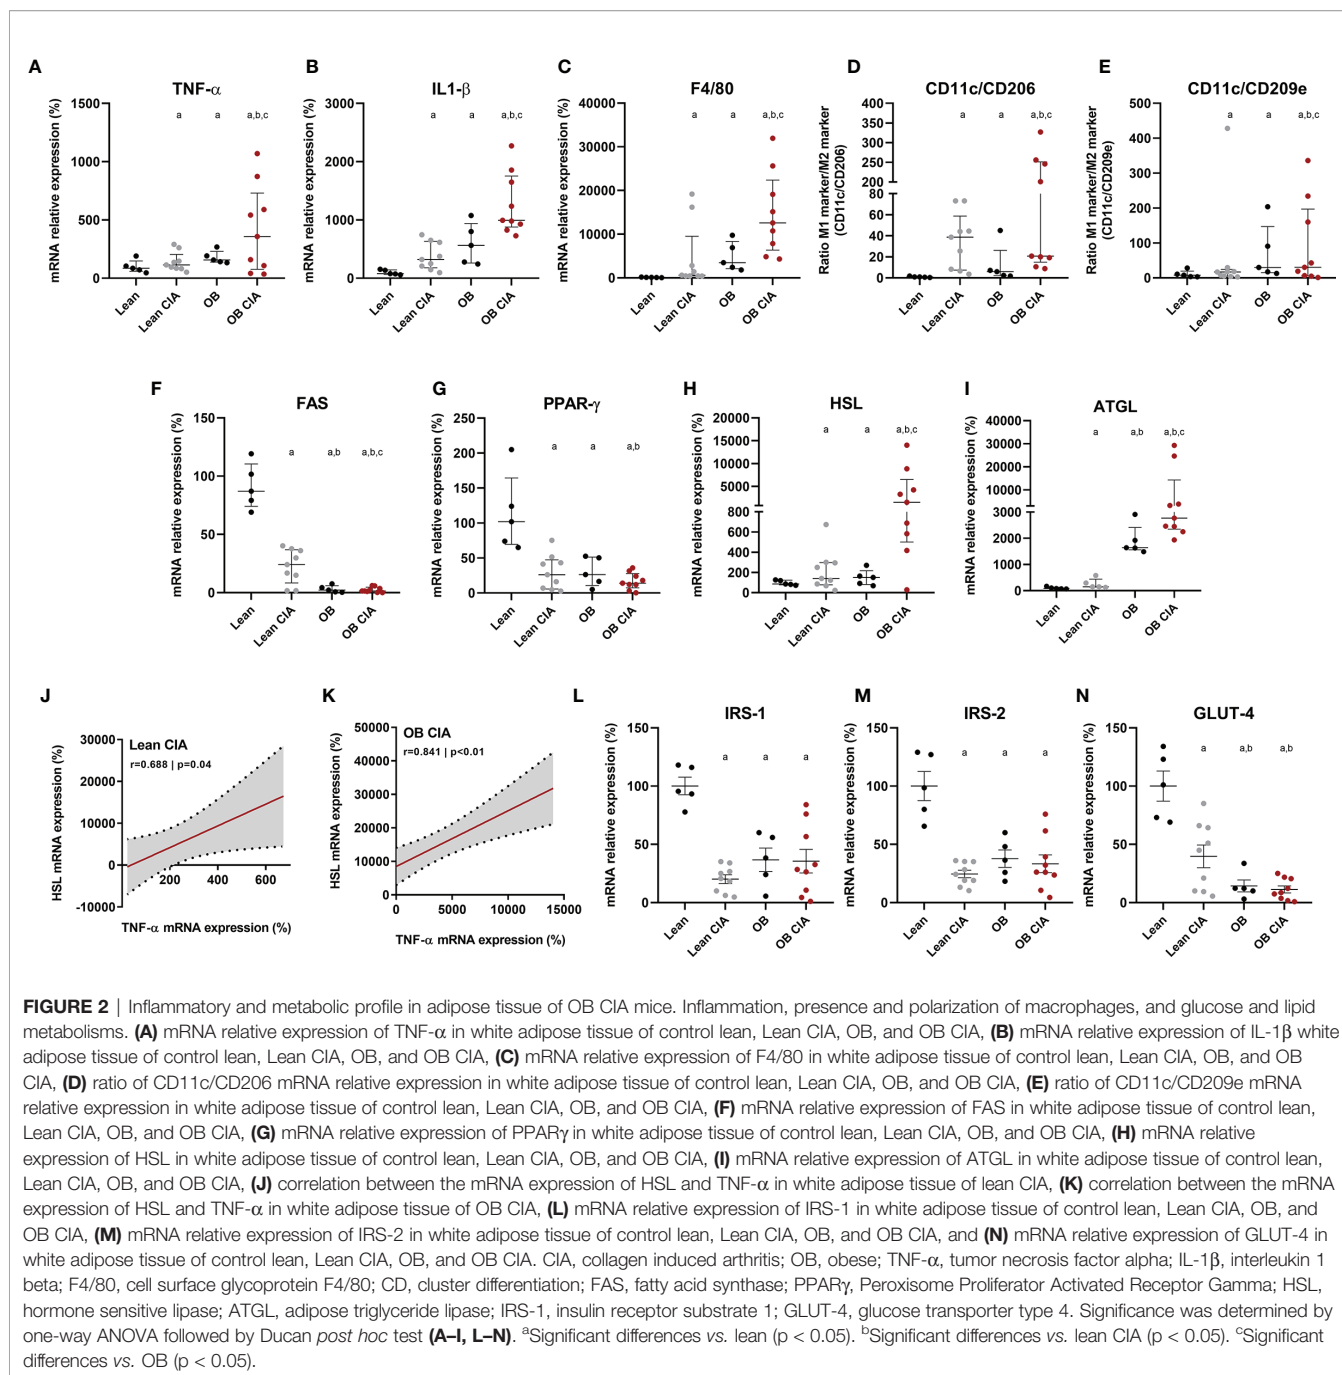 A
TNF-α
mRNA relative expression (%)
1500
1000
500
0
a
a
a,b,c
Lean
Lean CIA
OB
OB CIA
B
IL1-β
mRNA relative expression (%)
3000
2000
1000
0
a
a
a,b,c
Lean
Lean CIA
OB
OB CIA
C
F4/80
mRNA relative expression (%)
40000
30000
20000
10000
0
a
a
a,b,c
Lean
Lean CIA
OB
OB CIA
D
CD11c/CD206
Ratio M1 marker/M2 marker
(CD11c/CD206)
400
350
300
250
200
80
60
40
20
0
a
a
a,b,c
Lean
Lean CIA
OB
OB CIA
E
CD11c/CD209e
Ratio M1 marker/M2 marker
(CD11c/CD209e)
500
400
300
200
100
0
a
a
a,b,c
Lean
Lean CIA
OB
OB CIA
F
FAS
mRNA relative expression (%)
150
100
50
0
a
a,b
a,b,c
Lean
Lean CIA
OB
OB CIA
G
PPAR-γ
mRNA relative expression (%)
250
200
150
100
50
0
a
a
a,b
Lean
Lean CIA
OB
OB CIA
H
HSL
mRNA relative expression (%)
20000
15000
10000
5000
1000
800
600
400
200
0
a
a
a,b,c
Lean
Lean CIA
OB
OB CIA
I
ATGL
mRNA relative expression (%)
40000
30000
20000
10000
3000
2000
1000
0
a
a,b
a,b,c
Lean
Lean CIA
OB
OB CIA
J
Lean CIA
r=0.688 | p=0.04
HSL mRNA expression (%)
30000
20000
10000
0
-10000
200
400
600
TNF-α mRNA expression (%)
K
OB CIA
r=0.841 | p<0.01
HSL mRNA expression (%)
50000
40000
30000
20000
10000
0
0
5000
10000
15000
TNF-α mRNA expression (%)
L
IRS-1
mRNA relative expression (%)
150
100
50
0
a
a
a
Lean
Lean CIA
OB
OB CIA
M
IRS-2
mRNA relative expression (%)
150
100
50
0
a
a
a
Lean
Lean CIA
OB
OB CIA
N
GLUT-4
mRNA relative expression (%)
150
100
50
0
a
a,b
a,b
Lean
Lean CIA
OB
OB CIA
FIGURE 2 | Inflammatory and metabolic profile in adipose tissue of OB CIA mice. Inflammation, presence and polarization of macrophages, and glucose and lipid
metabolisms. (A) mRNA relative expression of TNF-α in white adipose tissue of control lean, Lean CIA, OB, and OB CIA, (B) mRNA relative expression of IL-1β white
adipose tissue of control lean, Lean CIA, OB, and OB CIA, (C) mRNA relative expression of F4/80 in white adipose tissue of control lean, Lean CIA, OB, and OB
CIA, (D) ratio of CD11c/CD206 mRNA relative expression in white adipose tissue of control lean, Lean CIA, OB, and OB CIA, (E) ratio of CD11c/CD209e mRNA
relative expression in white adipose tissue of control lean, Lean CIA, OB, and OB CIA, (F) mRNA relative expression of FAS in white adipose tissue of control lean,
Lean CIA, OB, and OB CIA, (G) mRNA relative expression of PPARγ in white adipose tissue of control lean, Lean CIA, OB, and OB CIA, (H) mRNA relative
expression of HSL in white adipose tissue of control lean, Lean CIA, OB, and OB CIA, (I) mRNA relative expression of ATGL in white adipose tissue of control lean,
Lean CIA, OB, and OB CIA, (J) correlation between the mRNA expression of HSL and TNF-α in white adipose tissue of lean CIA, (K) correlation between the mRNA
expression of HSL and TNF-α in white adipose tissue of OB CIA, (L) mRNA relative expression of IRS-1 in white adipose tissue of control lean, Lean CIA, OB, and
OB CIA, (M) mRNA relative expression of IRS-2 in white adipose tissue of control lean, Lean CIA, OB, and OB CIA, and (N) mRNA relative expression of GLUT-4 in
white adipose tissue of control lean, Lean CIA, OB, and OB CIA. CIA, collagen induced arthritis; OB, obese; TNF-α, tumor necrosis factor alpha; IL-1β, interleukin 1
beta; F4/80, cell surface glycoprotein F4/80; CD, cluster differentiation; FAS, fatty acid synthase; PPARγ, Peroxisome Proliferator Activated Receptor Gamma; HSL,
hormone sensitive lipase; ATGL, adipose triglyceride lipase; IRS-1, insulin receptor substrate 1; GLUT-4, glucose transporter type 4. Significance was determined by
one-way ANOVA followed by Ducan post hoc test (A–I, L–N). aSignificant differences vs. lean (p < 0.05). bSignificant differences vs. lean CIA (p < 0.05). cSignificant
differences vs. OB (p < 0.05).